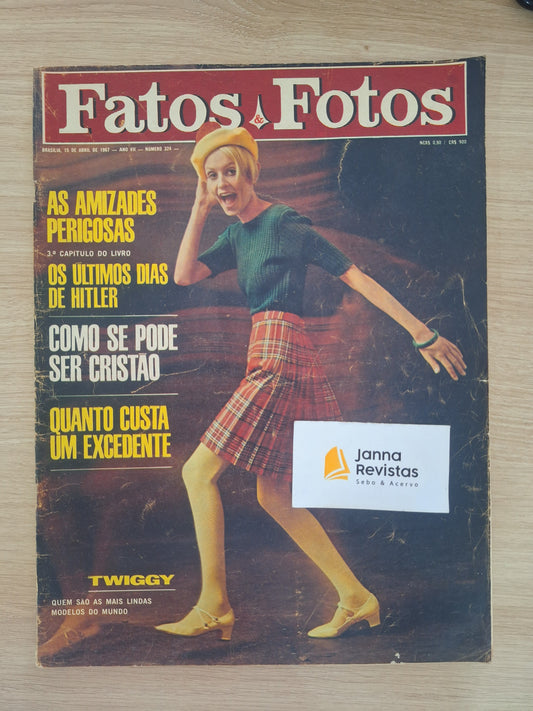 Fatos & Fotos
BRASÍLIA, 15 DE ABRIL DE 1967 — ANO VII — NÚMERO 324 —
NCR$ 0,50 / CR$ 500
AS AMIZADES
PERIGOSAS
3.º CAPITULO DO LIVRO
OS ÚLTIMOS DIAS
DE HITLER
COMO SE PODE
SER CRISTÃO
QUANTO CUSTA
UM EXCEDENTE
Janna
Revistas
Sebo & Acervo
TWIGGY
QUEM SÃO AS MAIS LINDAS
MODELOS DO MUNDO